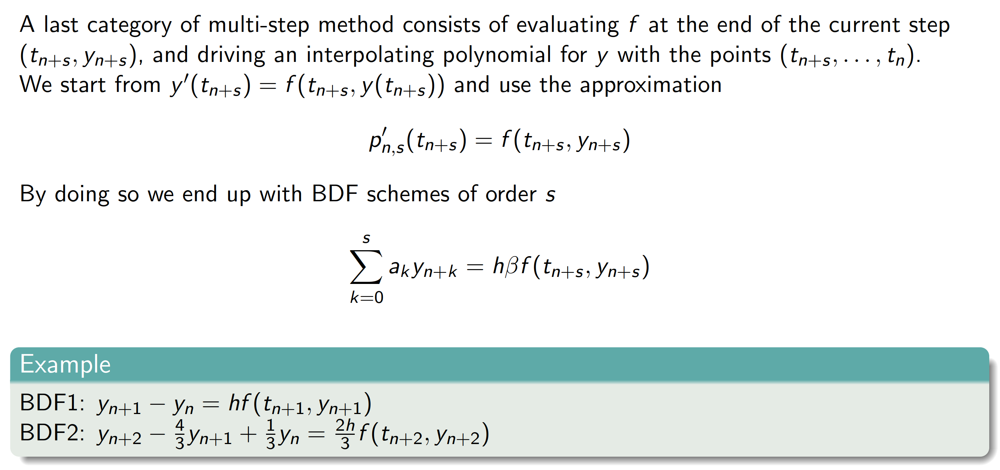 A last category of multi-step method consists of evaluating f at the end of the current step
(t_{n+s}, y_{n+s}), and driving an interpolating polynomial for y with the points (t_{n+s}, . . . , t_n).
We start from y′(t_{n+s}) = f(t_{n+s}, y(t_{n+s})) and use the approximation
p′_{n,s}(t_{n+s}) = f(t_{n+s}, y_{n+s})
By doing so we end up with BDF schemes of order s
\sum_{k=0}^{s} a_k y_{n+k} = hβf(t_{n+s}, y_{n+s})
Example
BDF1: y_{n+1} − y_n = hf(t_{n+1}, y_{n+1})
BDF2: y_{n+2} − \frac{4}{3}y_{n+1} + \frac{1}{3}y_n = \frac{2h}{3}f(t_{n+2}, y_{n+2})